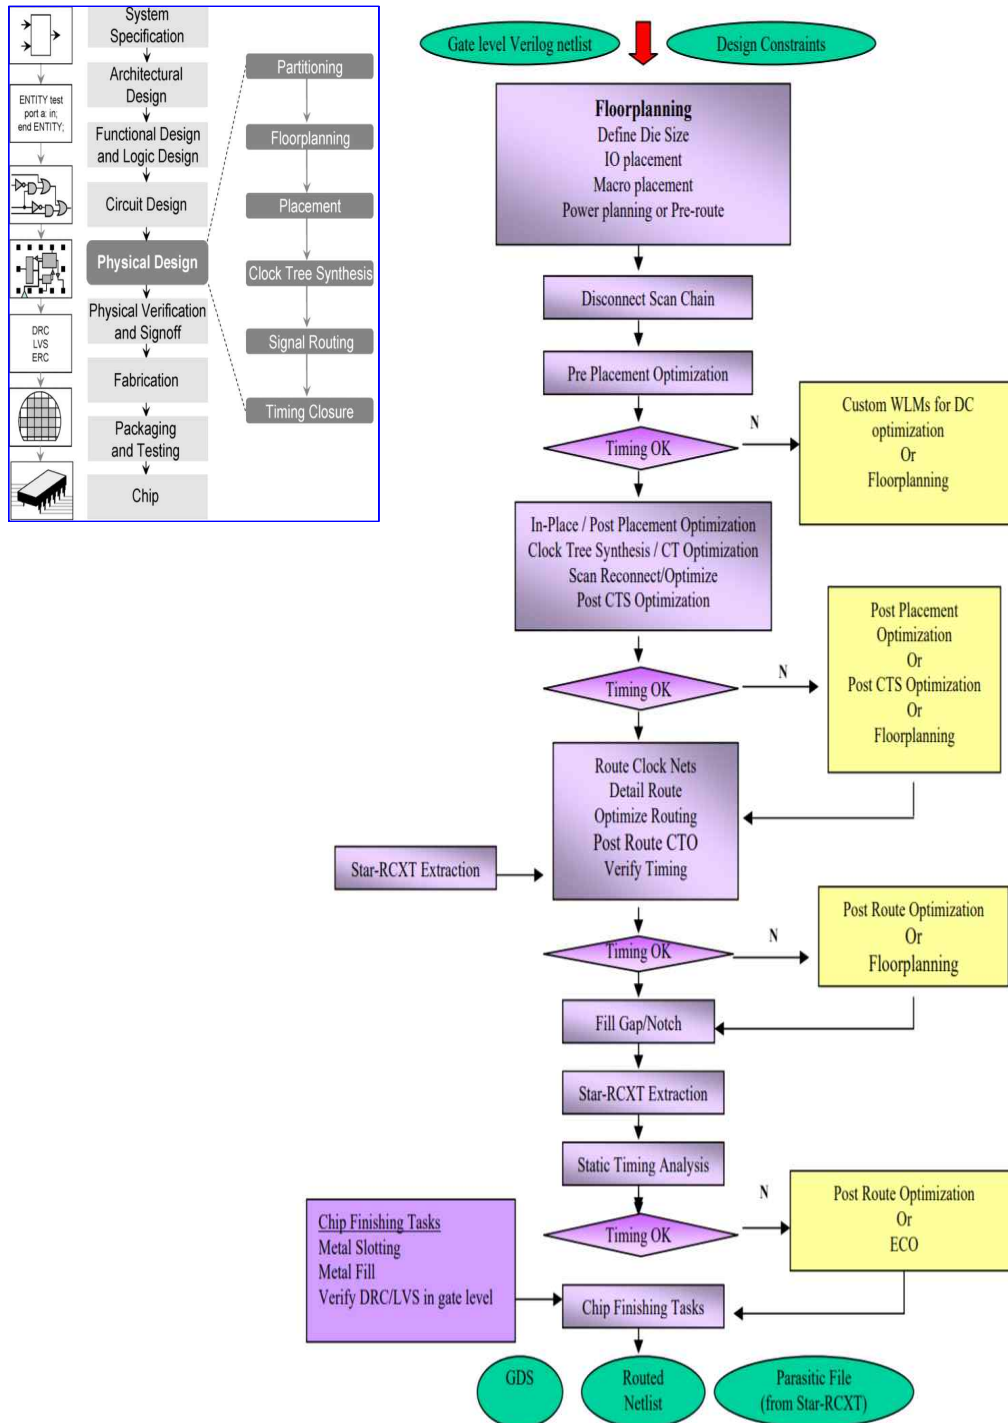 System
Specification
Architectural
Design
ENTITY test
port a: in;
end ENTITY;
Functional Design
and Logic Design
Circuit Design
Physical Design
DRC
LVS
ERC
Physical Verification
and Signoff
Fabrication
Packaging
and Testing
Chip
Partitioning
Floorplanning
Placement
Clock Tree Synthesis
Signal Routing
Timing Closure
Gate level Verilog netlist
Design Constraints
Floorplanning
Define Die Size
IO placement
Macro placement
Power planning or Pre-route
Disconnect Scan Chain
Pre Placement Optimization
Timing OK
N
Custom WLMs for DC
optimization
Or
Floorplanning
In-Place / Post Placement Optimization
Clock Tree Synthesis / CT Optimization
Scan Reconnect/Optimize
Post CTS Optimization
Timing OK
N
Post Placement
Optimization
Or
Post CTS Optimization
Or
Floorplanning
Route Clock Nets
Detail Route
Optimize Routing
Post Route CTO
Verify Timing
Star-RCXT Extraction
Timing OK
N
Post Route Optimization
Or
Floorplanning
Fill Gap/Notch
Star-RCXT Extraction
Static Timing Analysis
Timing OK
N
Post Route Optimization
Or
ECO
Chip Finishing Tasks
Metal Slotting
Metal Fill
Verify DRC/LVS in gate level
Chip Finishing Tasks
GDS
Routed
Netlist
Parasitic File
(from Star-RCXT)